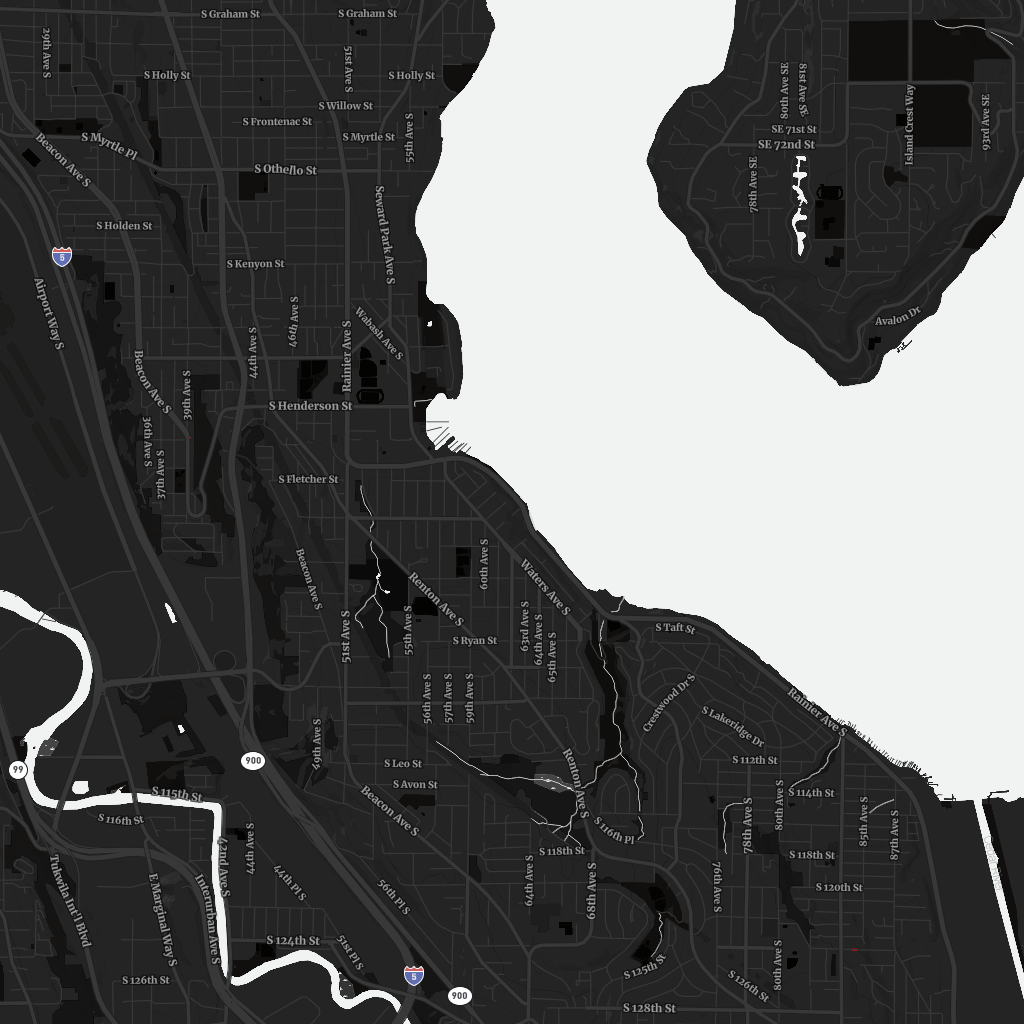 S Graham St
S Graham St
29th Ave S
51st Ave S
S Holly St
S Holly St
80th Ave SE
81st Ave SE
S Willow St
S Frontenac St
S Myrtle St
55th Ave S
Island Crest Way
93rd Ave SE
SE 71st St
SE 72nd St
S Myrtle Pl
Beacon Ave S
S Othello St
78th Ave SE
Seward Park Ave S
S Holden St
5
S Kenyon St
Airport Way S
46th Ave S
Wabash Ave S
Avalon Dr
44th Ave S
Rainier Ave S
Beacon Ave S
39th Ave S
S Henderson St
36th Ave S
37th Ave S
S Fletcher St
60th Ave S
Beacon Ave S
Renton Ave S
Waters Ave S
51st Ave S
55th Ave S
63rd Ave S
64th Ave S
65th Ave S
S Ryan St
S Taft St
56th Ave S
57th Ave S
59th Ave S
Crestwood Dr S
S Lakeridge Dr
Rainier Ave S
49th Ave S
900
99
S Leo St
S Avon St
Renton Ave S
S 112th St
S 114th St
S 115th St
S 116th St
Beacon Ave S
S 116th Pl
80th Ave S
78th Ave S
85th Ave S
87th Ave S
42nd Ave S
44th Ave S
S 118th St
S 118th St
Tukwila Int'l Blvd
E Marginal Way S
Interurban Ave S
44th Pl S
56th Pl S
64th Ave S
68th Ave S
76th Ave S
S 120th St
S 124th St
51st Pl S
80th Ave S
S 125th St
S 126th St
S 126th St
5
900
S 128th St